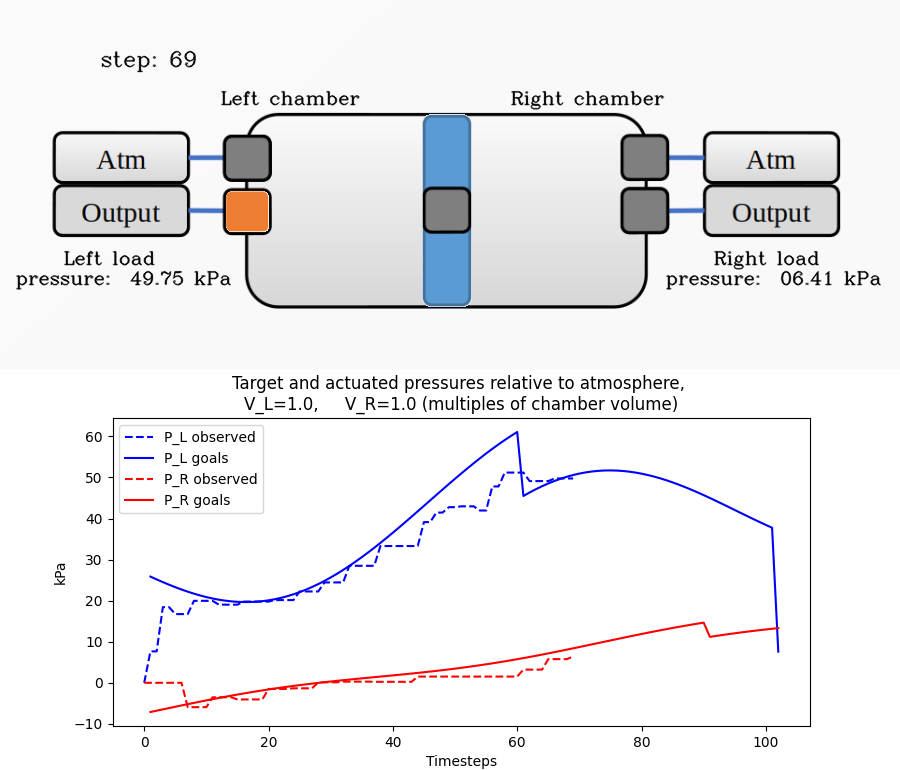 step: 69
Left chamber
Right chamber
Atm
Atm
Output
Output
Left load
pressure: 49.75 kPa
Right load
pressure: 06.41 kPa
Target and actuated pressures relative to atmosphere,
V_L=1.0, V_R=1.0 (multiples of chamber volume)
P_L observed
P_L goals
P_R observed
P_R goals
kPa
60
50
40
30
20
10
0
−10
0
20
40
60
80
100
Timesteps